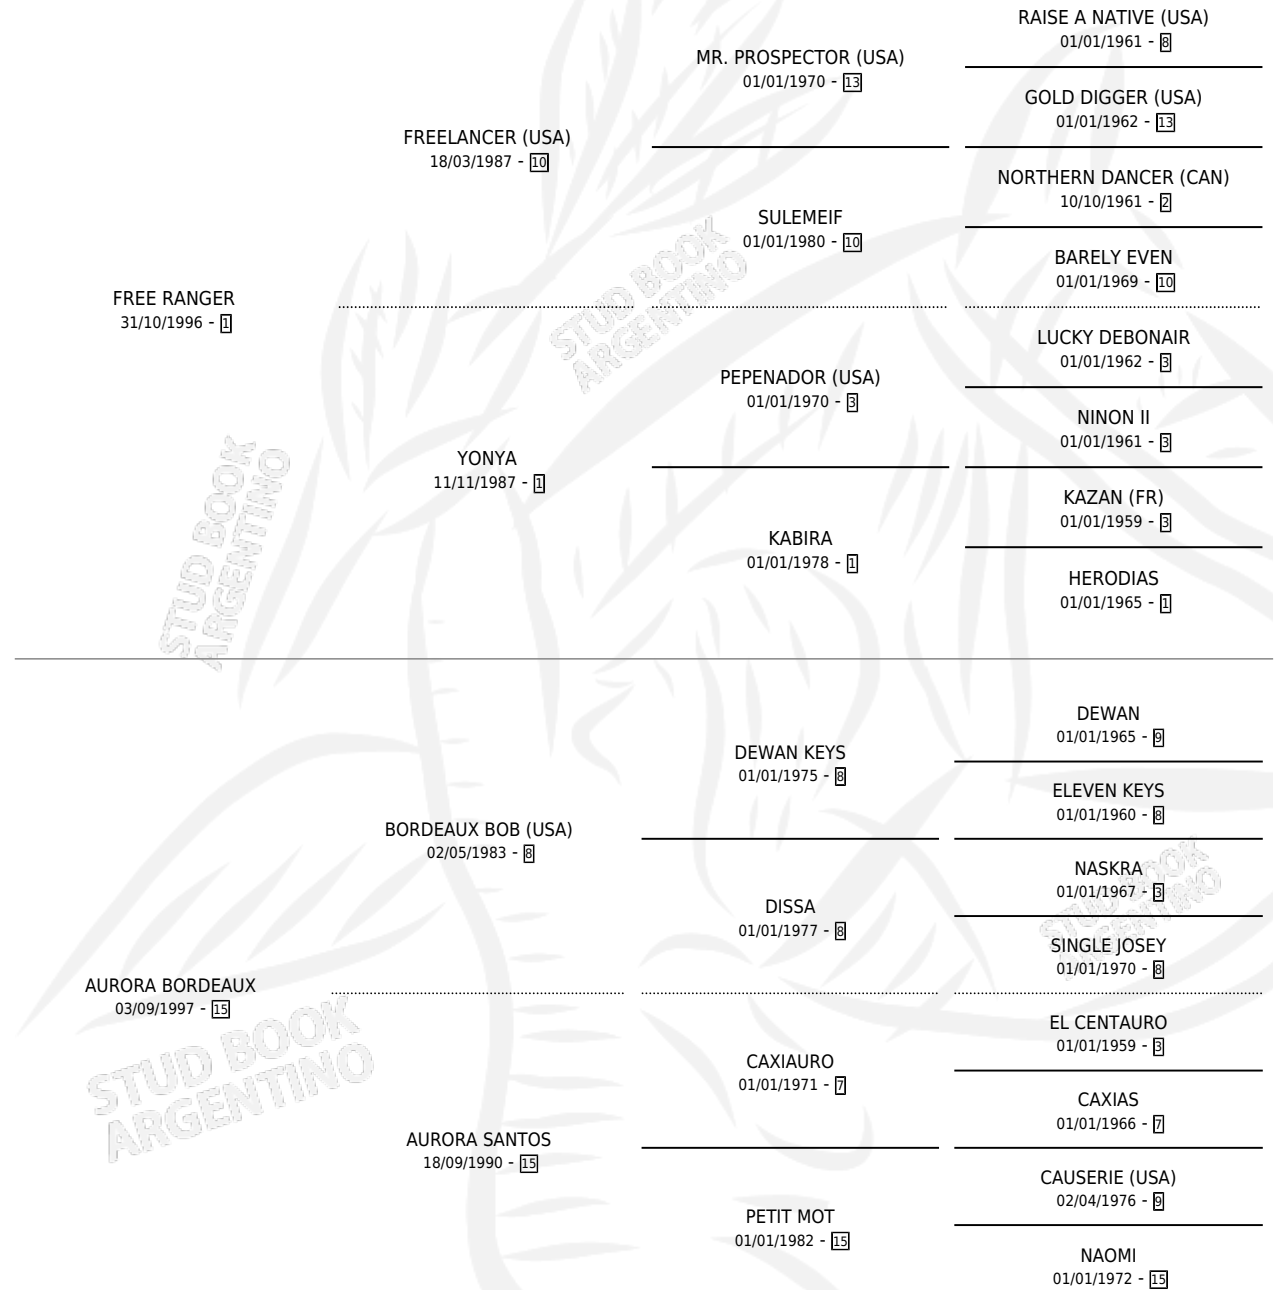 RAISE A NATIVE (USA)
01/01/1961 - 8
MR. PROSPECTOR (USA)
01/01/1970 - 13
GOLD DIGGER (USA)
01/01/1962 - 13
FREELANCER (USA)
18/03/1987 - 10
NORTHERN DANCER (CAN)
10/10/1961 - 2
SULEMEIF
01/01/1980 - 10
BARELY EVEN
01/01/1969 - 10
FREE RANGER
31/10/1996 - 1
LUCKY DEBONAIR
01/01/1962 - 3
PEPENADOR (USA)
01/01/1970 - 3
NINON II
01/01/1961 - 3
YONYA
11/11/1987 - 1
KAZAN (FR)
01/01/1959 - 3
KABIRA
01/01/1978 - 1
HERODIAS
01/01/1965 - 1
DEWAN
01/01/1965 - 9
DEWAN KEYS
01/01/1975 - 8
ELEVEN KEYS
01/01/1960 - 8
BORDEAUX BOB (USA)
02/05/1983 - 8
NASKRA
01/01/1967 - 3
DISSA
01/01/1977 - 8
SINGLE JOSEY
01/01/1970 - 8
AURORA BORDEAUX
03/09/1997 - 15
EL CENTAURO
01/01/1959 - 3
CAXIAURO
01/01/1971 - 7
CAXIAS
01/01/1966 - 7
AURORA SANTOS
18/09/1990 - 15
CAUSERIE (USA)
02/04/1976 - 9
PETIT MOT
01/01/1982 - 15
NAOMI
01/01/1972 - 15
STUD BOOK
ARGENTINO
STUD BOOK
ARGENTINO
STUD BOOK
ARGENTINO
STUD BOOK
ARGENTINO